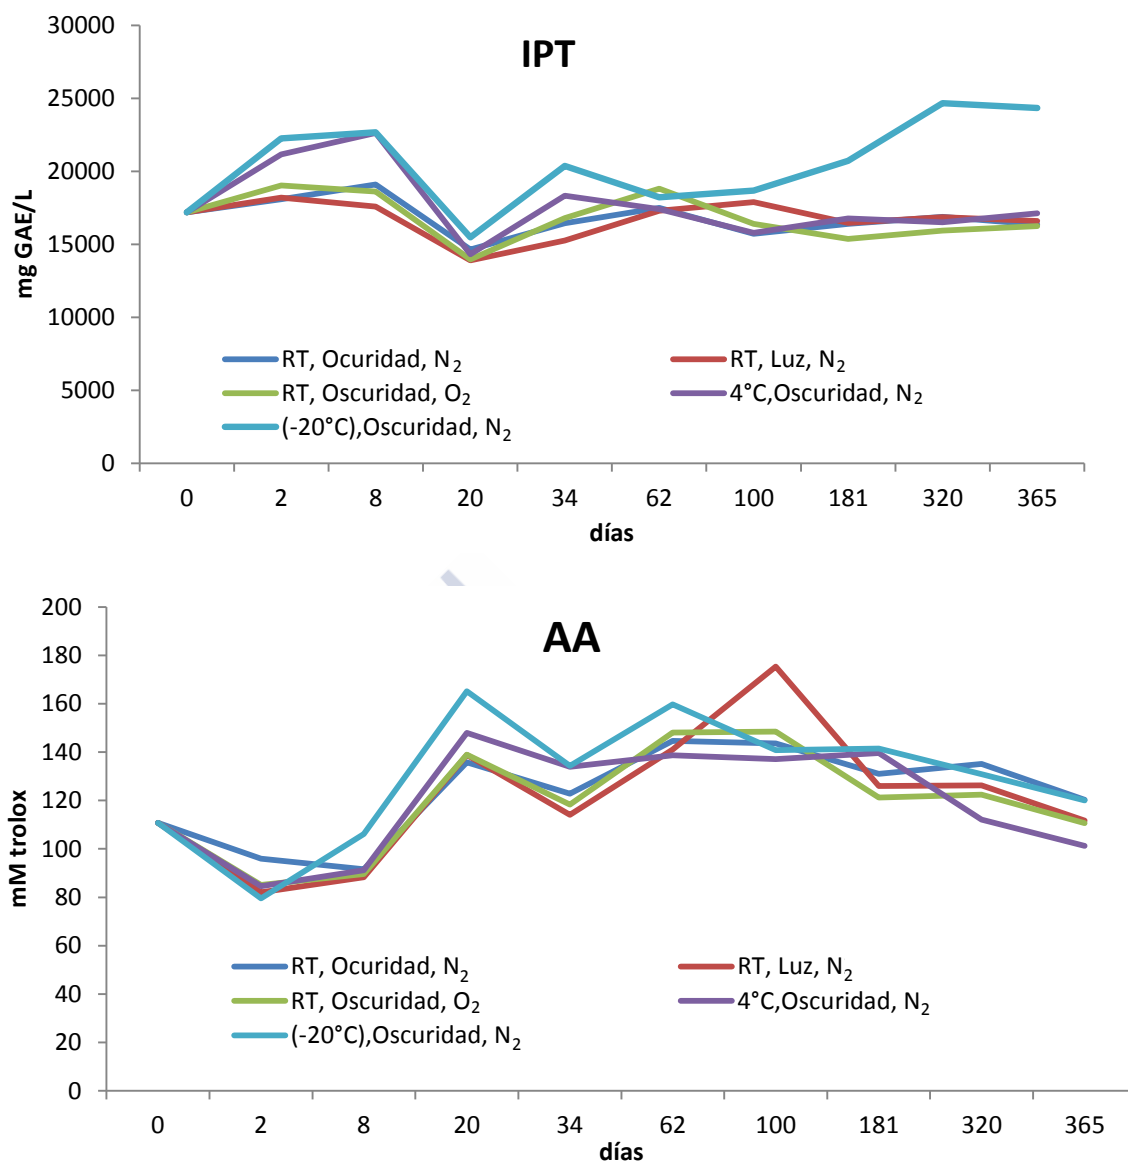 IPT
30000
25000
20000
15000
10000
5000
0
mg GAE/L
RT, Ocuridad, N₂
RT, Luz, N₂
RT, Oscuridad, O₂
4°C,Oscuridad, N₂
(-20°C),Oscuridad, N₂
0 2 8 20 34 62 100 181 320 365
días
AA
200
180
160
140
120
100
80
60
40
20
0
mM trolox
RT, Ocuridad, N₂
RT, Luz, N₂
RT, Oscuridad, O₂
4°C,Oscuridad, N₂
(-20°C),Oscuridad, N₂
0 2 8 20 34 62 100 181 320 365
días